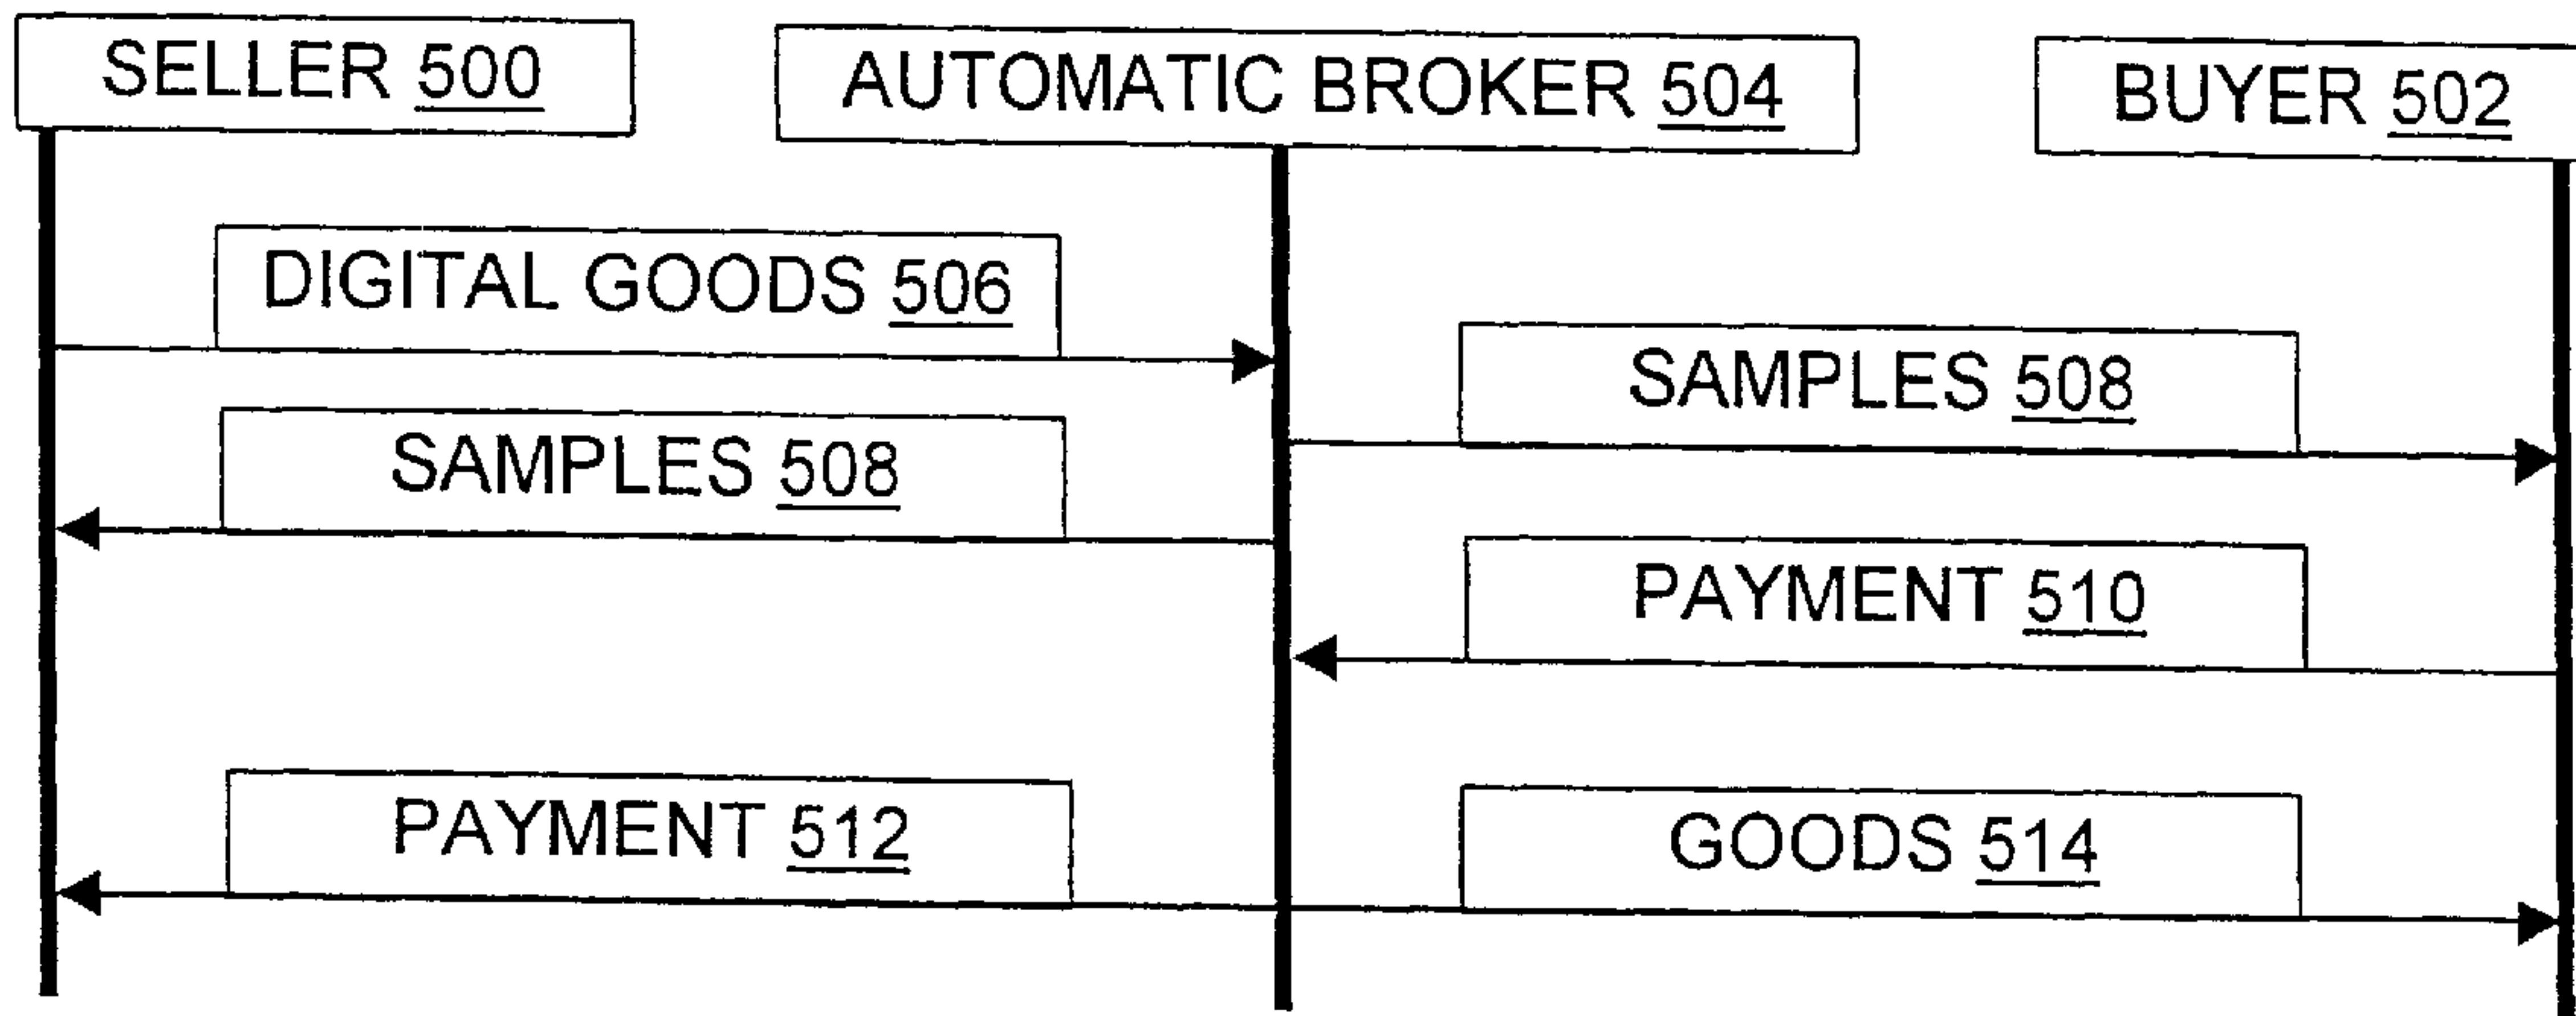 SELLER 500
AUTOMATIC BROKER 504
BUYER 502
DIGITAL GOODS 506
SAMPLES 508
SAMPLES 508
PAYMENT 510
PAYMENT 512
GOODS 514